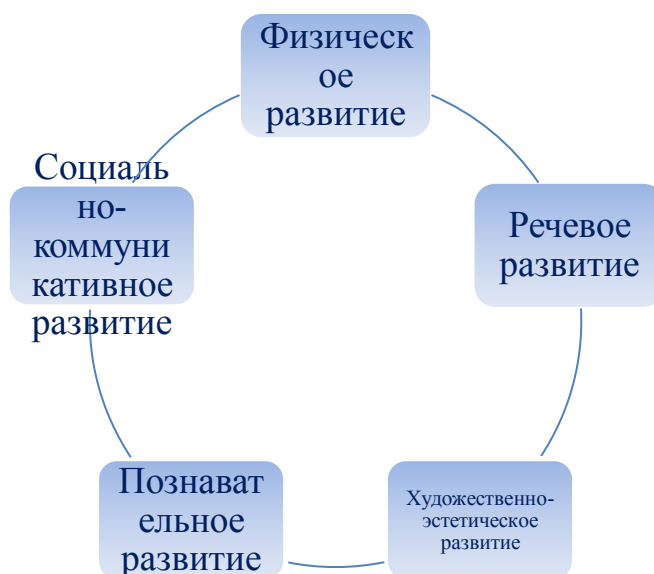 Физическ
ое
развитие
Речевое
развитие
Художественно-
эстетическое
развитие
Познават
ельное
развитие
Социаль
но-
коммуни
кативное
развитие